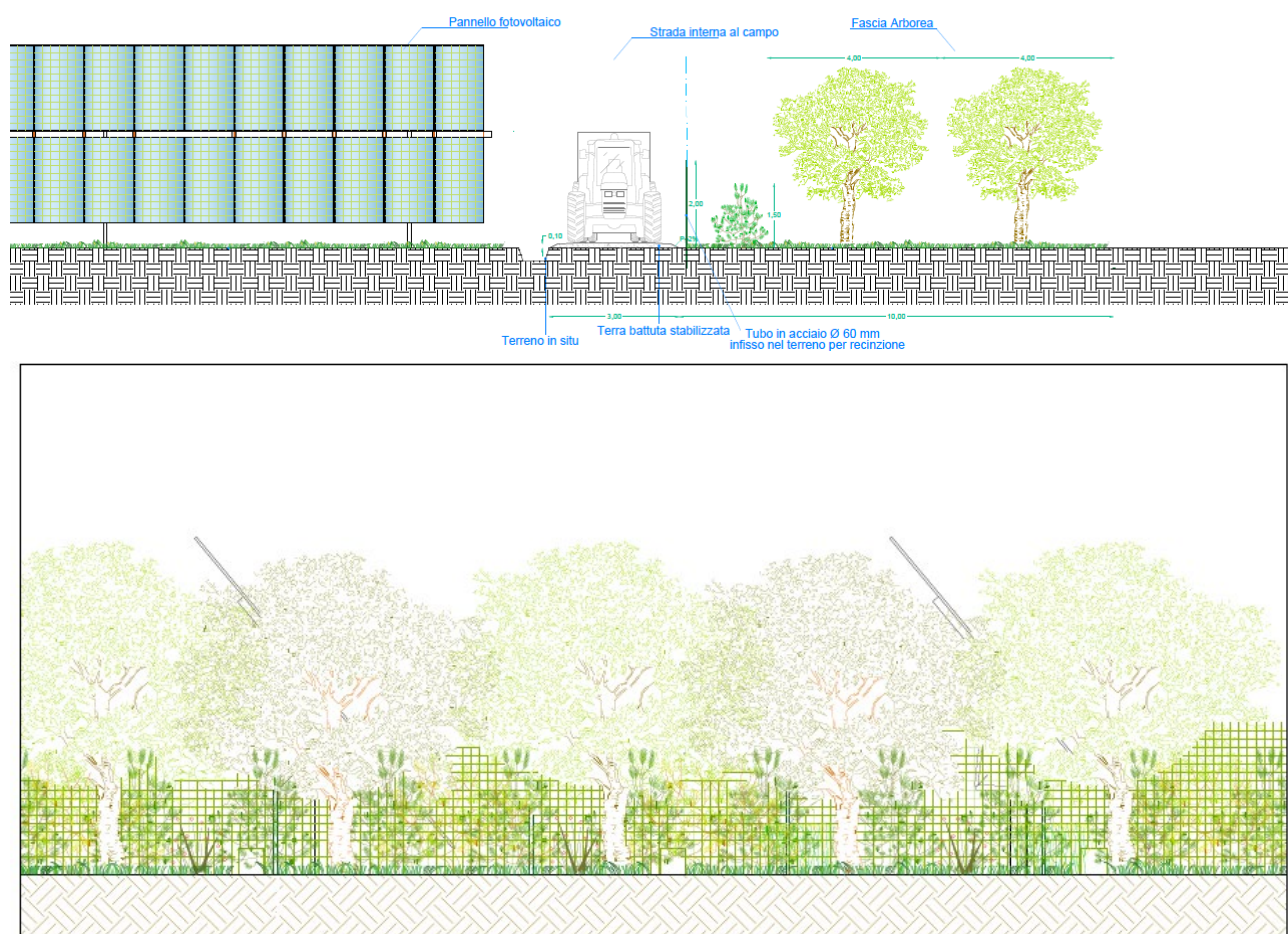 Pannello fotovoltaico
Strada interna al campo
Fascia Arborea
4,00
4,00
2,00
1,50
0,10
3,00
10,00
Terreno in situ
Terra battuta stabilizzata
Tubo in acciaio Ø 60 mm
infisso nel terreno per recinzione